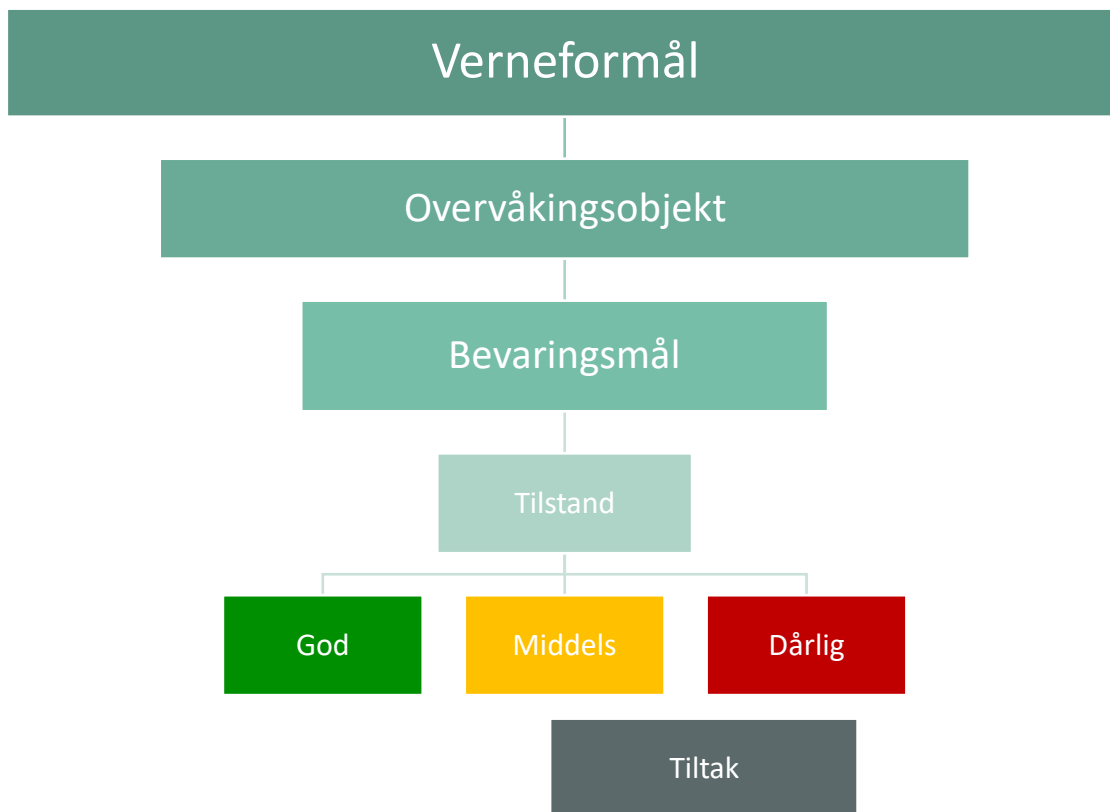 Verneformål
Overvåkingsobjekt
Bevaringsmål
Tilstand
God
Middels
Dårlig
Tiltak